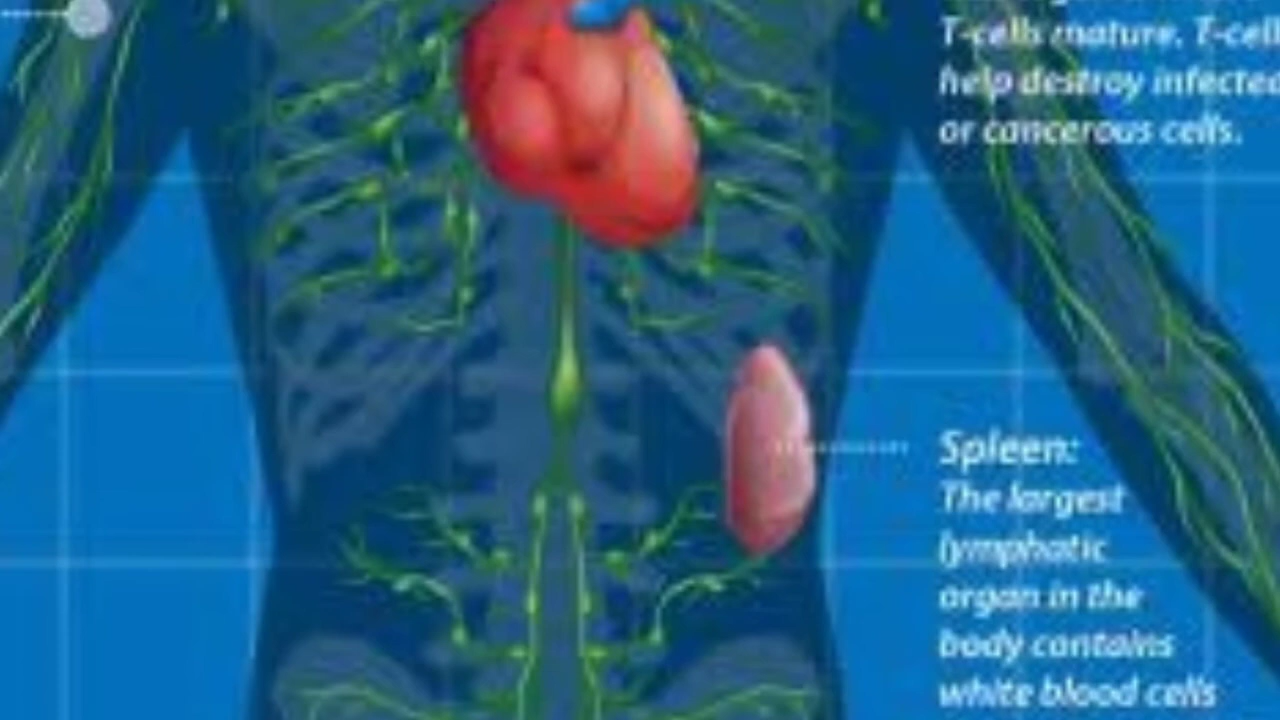 T-cells mature. T-cell
help destroy infected
or cancerous cells.
Spleen:
The largest
lymphatic
organ in the
body contains
white blood cells